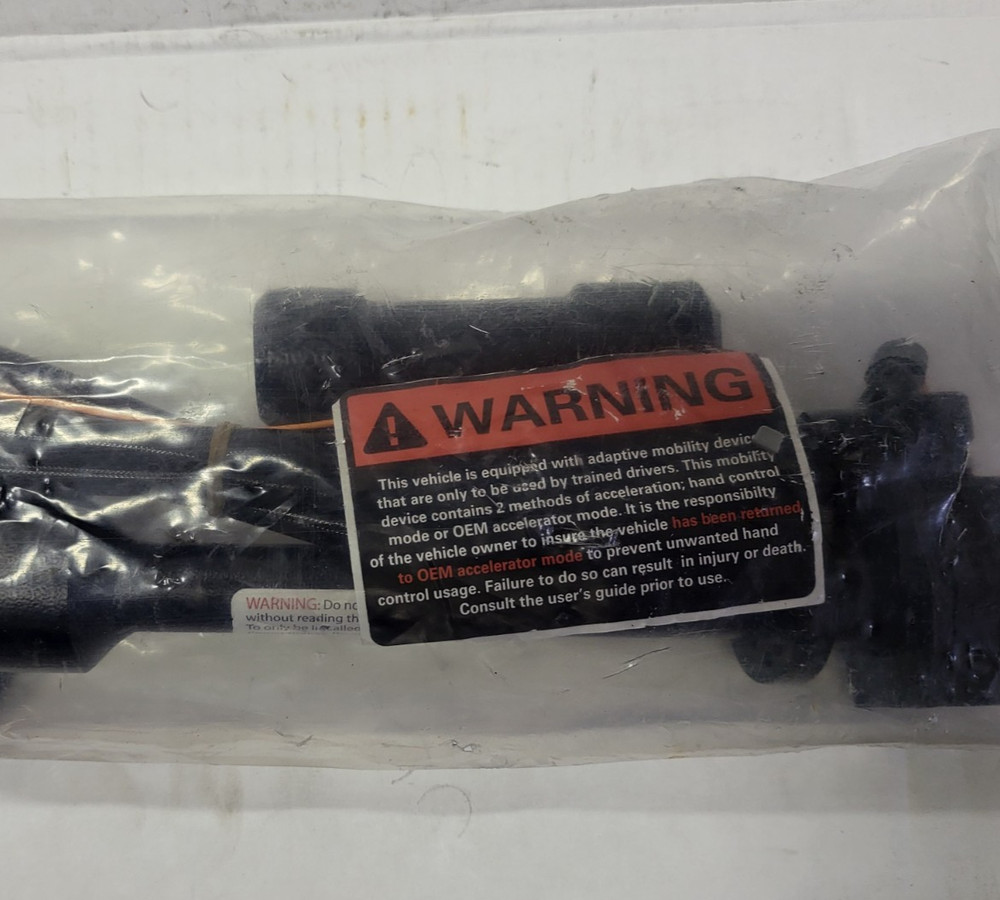 WARNING
This vehicle is equipped with adaptive mobility device
that are only to be used by trained drivers. This mobility
device contains 2 methods of acceleration; hand control
mode or OEM accelerator mode. It is the responsibilty
of the vehicle owner to insure the vehicle has been returned
to OEM accelerator mode to prevent unwanted hand
control usage. Failure to do so can result in injury or death.
Consult the user's guide prior to use.
WARNING: Do no
without reading th
To only be installed